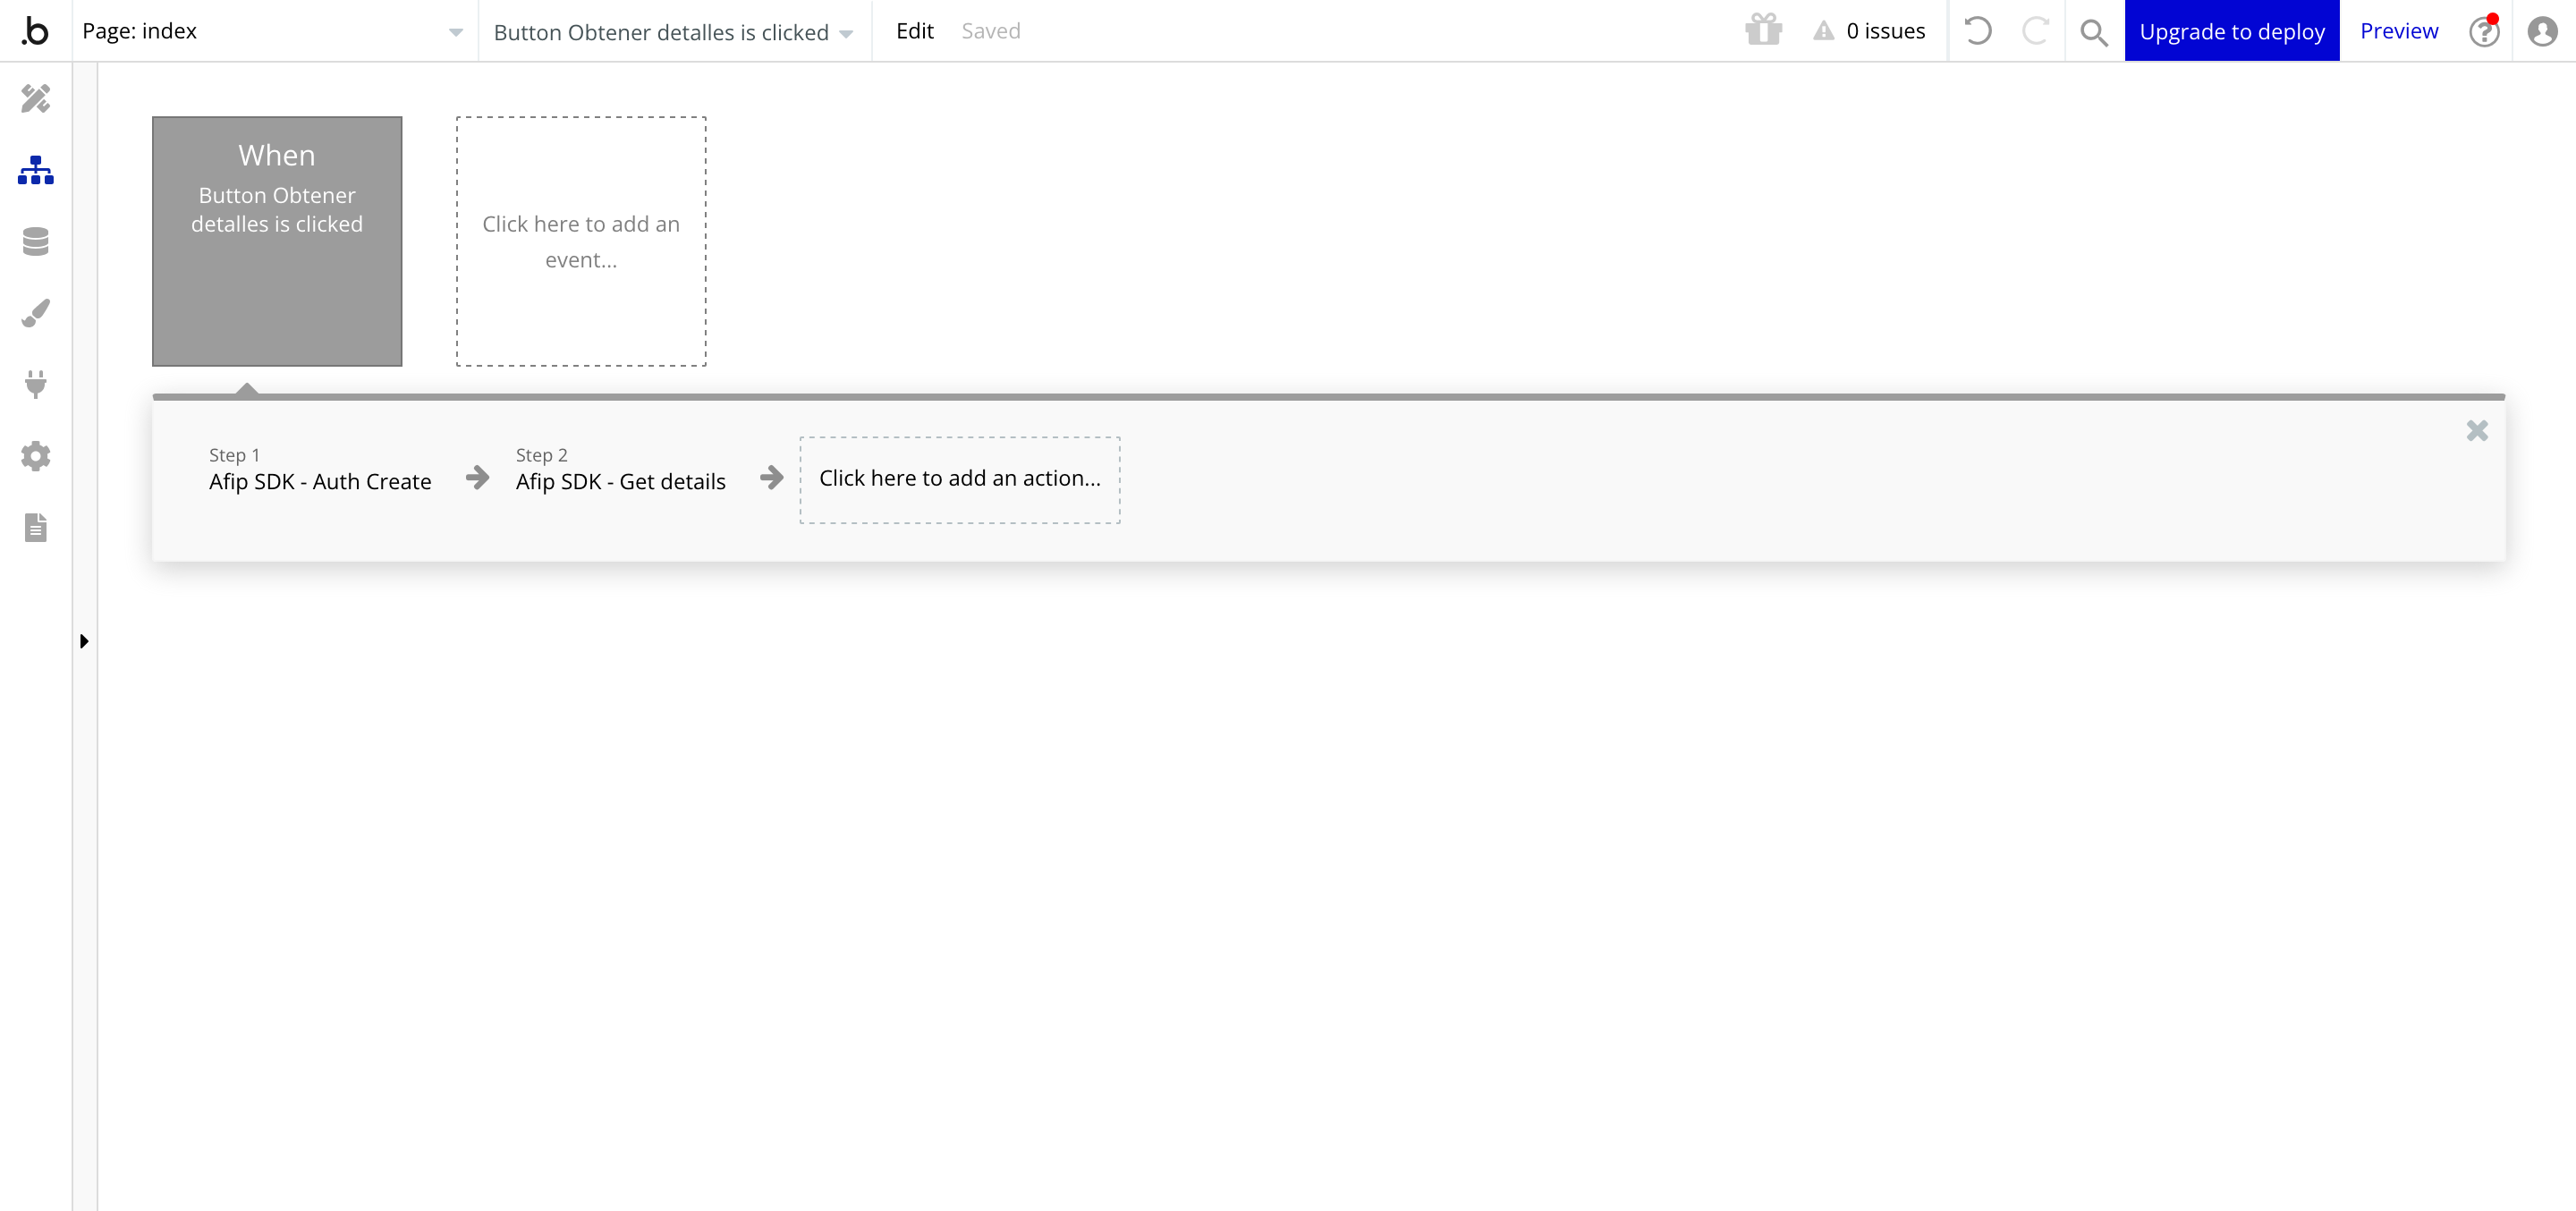 .b
Page: index
Button Obtener detalles is clicked
Edit
Saved
0 issues
Upgrade to deploy
Preview
?
When
Button Obtener
detalles is clicked
Click here to add an
event...
Step 1
Afip SDK - Auth Create
Step 2
Afip SDK - Get details
Click here to add an action...